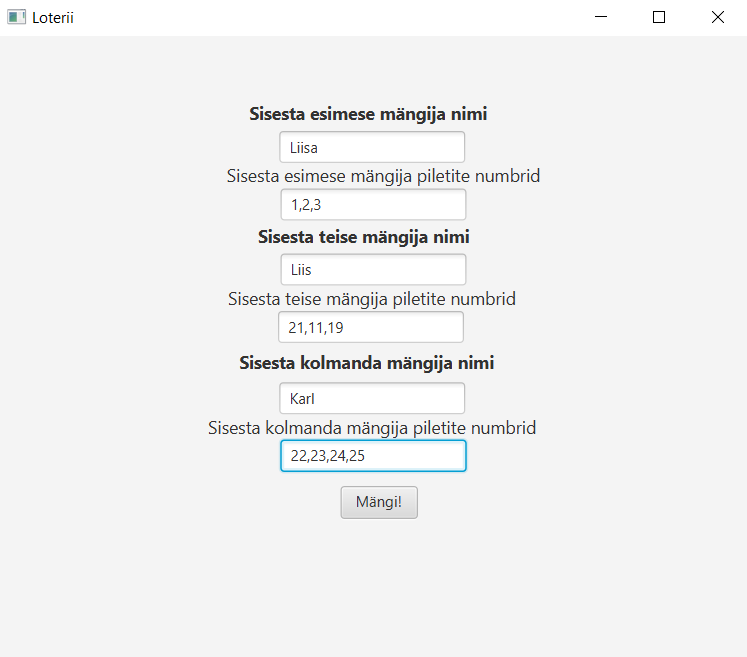 Loterii
Sisesta esimese mängija nimi
Liisa
Sisesta esimese mängija piletite numbrid
1,2,3
Sisesta teise mängija nimi
Liis
Sisesta teise mängija piletite numbrid
21,11,19
Sisesta kolmanda mängija nimi
Karl
Sisesta kolmanda mängija piletite numbrid
22,23,24,25
Mängi!